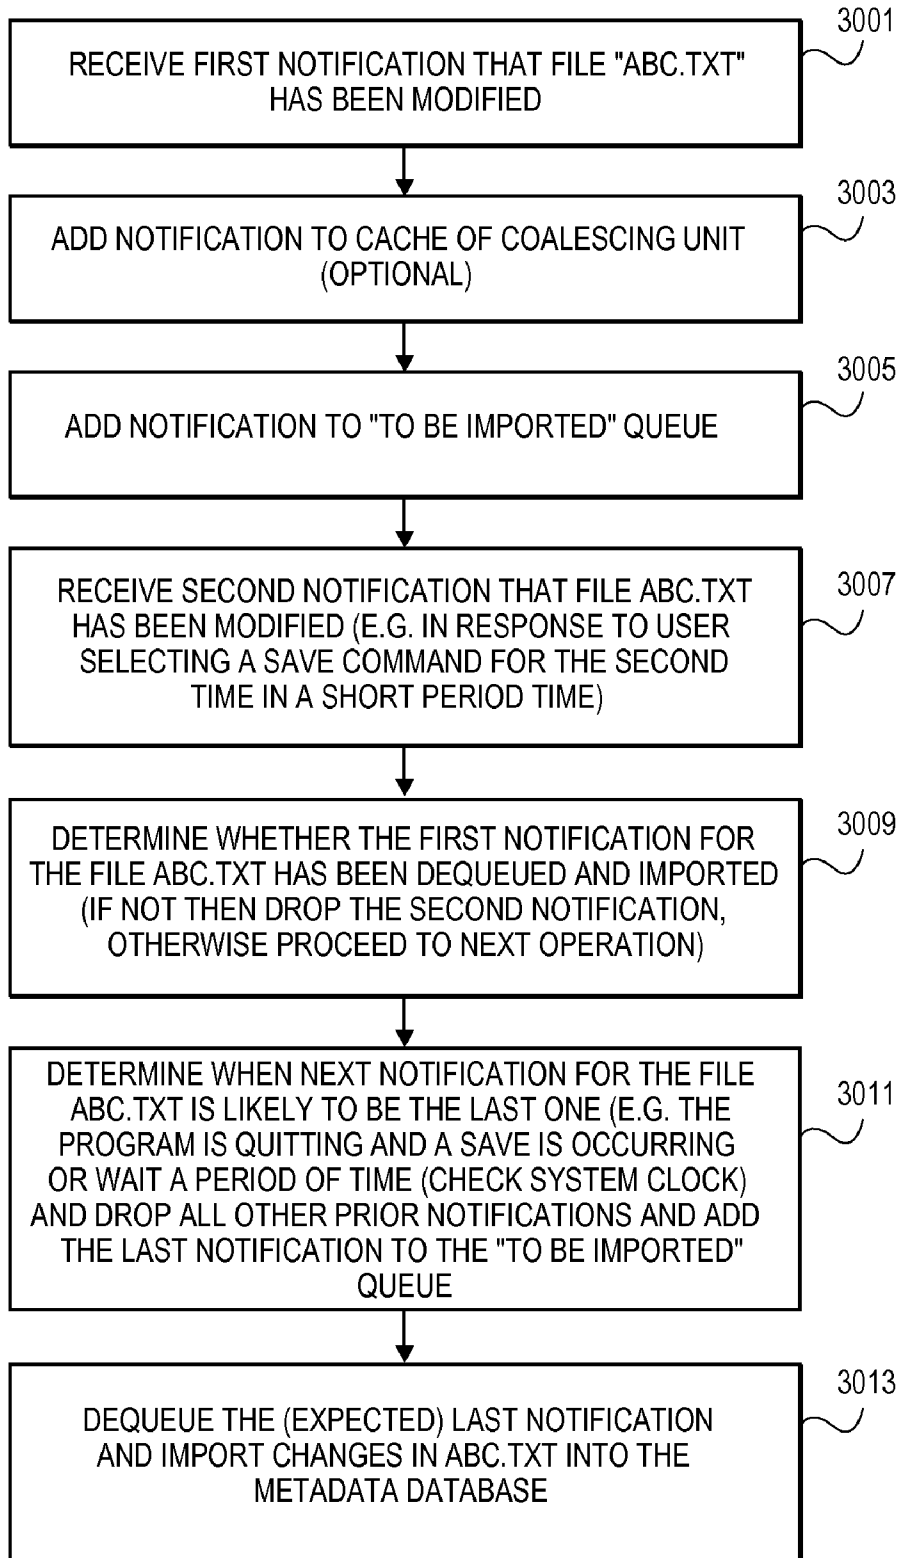 3001
RECEIVE FIRST NOTIFICATION THAT FILE "ABC.TXT"
HAS BEEN MODIFIED
3003
ADD NOTIFICATION TO CACHE OF COALESCING UNIT
(OPTIONAL)
3005
ADD NOTIFICATION TO "TO BE IMPORTED" QUEUE
3007
RECEIVE SECOND NOTIFICATION THAT FILE ABC.TXT
HAS BEEN MODIFIED (E.G. IN RESPONSE TO USER
SELECTING A SAVE COMMAND FOR THE SECOND
TIME IN A SHORT PERIOD TIME)
3009
DETERMINE WHETHER THE FIRST NOTIFICATION FOR
THE FILE ABC.TXT HAS BEEN DEQUEUED AND IMPORTED
(IF NOT THEN DROP THE SECOND NOTIFICATION,
OTHERWISE PROCEED TO NEXT OPERATION)
3011
DETERMINE WHEN NEXT NOTIFICATION FOR THE FILE
ABC.TXT IS LIKELY TO BE THE LAST ONE (E.G. THE
PROGRAM IS QUITTING AND A SAVE IS OCCURRING
OR WAIT A PERIOD OF TIME (CHECK SYSTEM CLOCK)
AND DROP ALL OTHER PRIOR NOTIFICATIONS AND ADD
THE LAST NOTIFICATION TO THE "TO BE IMPORTED"
QUEUE
3013
DEQUEUE THE (EXPECTED) LAST NOTIFICATION
AND IMPORT CHANGES IN ABC.TXT INTO THE
METADATA DATABASE